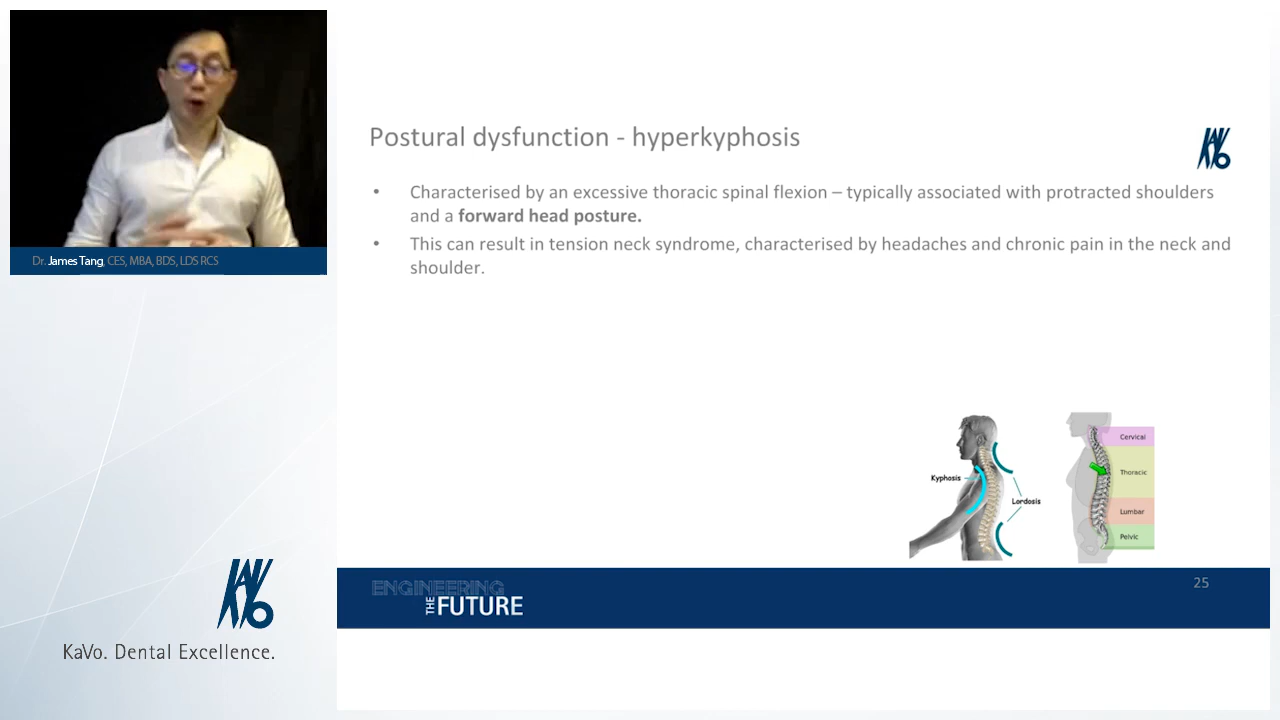 Dr. James Tang, CES, MBA, BDS, LDS RCS
KaVo
KaVo. Dental Excellence.
Postural dysfunction - hyperkyphosis
KaVo
• Characterised by an excessive thoracic spinal flexion – typically associated with protracted shoulders
and a forward head posture.
• This can result in tension neck syndrome, characterised by headaches and chronic pain in the neck and
shoulder.
Kyphosis
Lordosis
Cervical
Thoracic
Lumbar
Pelvic
ENGINEERING
THE FUTURE
25